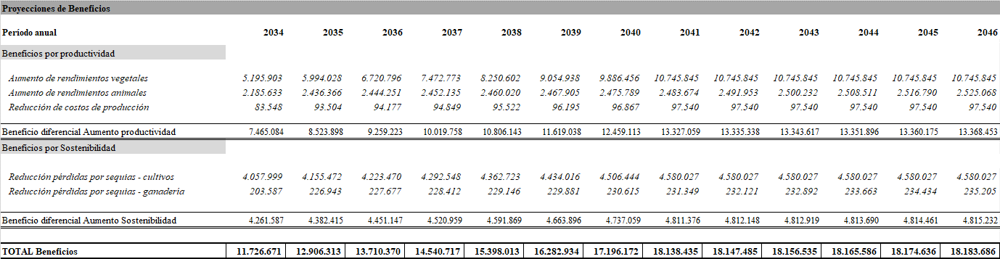 Proyecciones de Beneficios
Período anual 2034 2035 2036 2037 2038 2039 2040 2041 2042 2043 2044 2045 2046
Beneficios por productividad
Aumento de rendimientos vegetales 5.195.903 5.994.028 6.720.796 7.472.773 8.250.602 9.054.938 9.886.456 10.745.845 10.745.845 10.745.845 10.745.845 10.745.845 10.745.845
Aumento de rendimientos animales 2.185.633 2.436.366 2.444.251 2.452.135 2.460.020 2.467.905 2.475.789 2.483.674 2.491.953 2.500.232 2.508.511 2.516.790 2.525.068
Reducción de costos de producción 83.548 93.504 94.177 94.849 95.522 96.195 96.867 97.540 97.540 97.540 97.540 97.540 97.540
Beneficio diferencial Aumento productividad 7.465.084 8.523.898 9.259.223 10.019.758 10.806.143 11.619.038 12.459.113 13.327.059 13.335.338 13.343.617 13.351.896 13.360.175 13.368.453
Beneficios por Sostenibilidad
Reducción pérdidas por sequias - cultivos 4.057.999 4.155.472 4.223.470 4.292.548 4.362.723 4.434.016 4.506.444 4.580.027 4.580.027 4.580.027 4.580.027 4.580.027 4.580.027
Reducción pérdidas por sequias - ganadería 203.587 226.943 227.677 228.412 229.146 229.881 230.615 231.349 232.121 232.892 233.663 234.434 235.205
Beneficio diferencial Aumento Sostenibilidad 4.261.587 4.382.415 4.451.147 4.520.959 4.591.869 4.663.896 4.737.059 4.811.376 4.812.148 4.812.919 4.813.690 4.814.461 4.815.232
TOTAL Beneficios 11.726.671 12.906.313 13.710.370 14.540.717 15.398.013 16.282.934 17.196.172 18.138.435 18.147.485 18.156.535 18.165.586 18.174.636 18.183.686